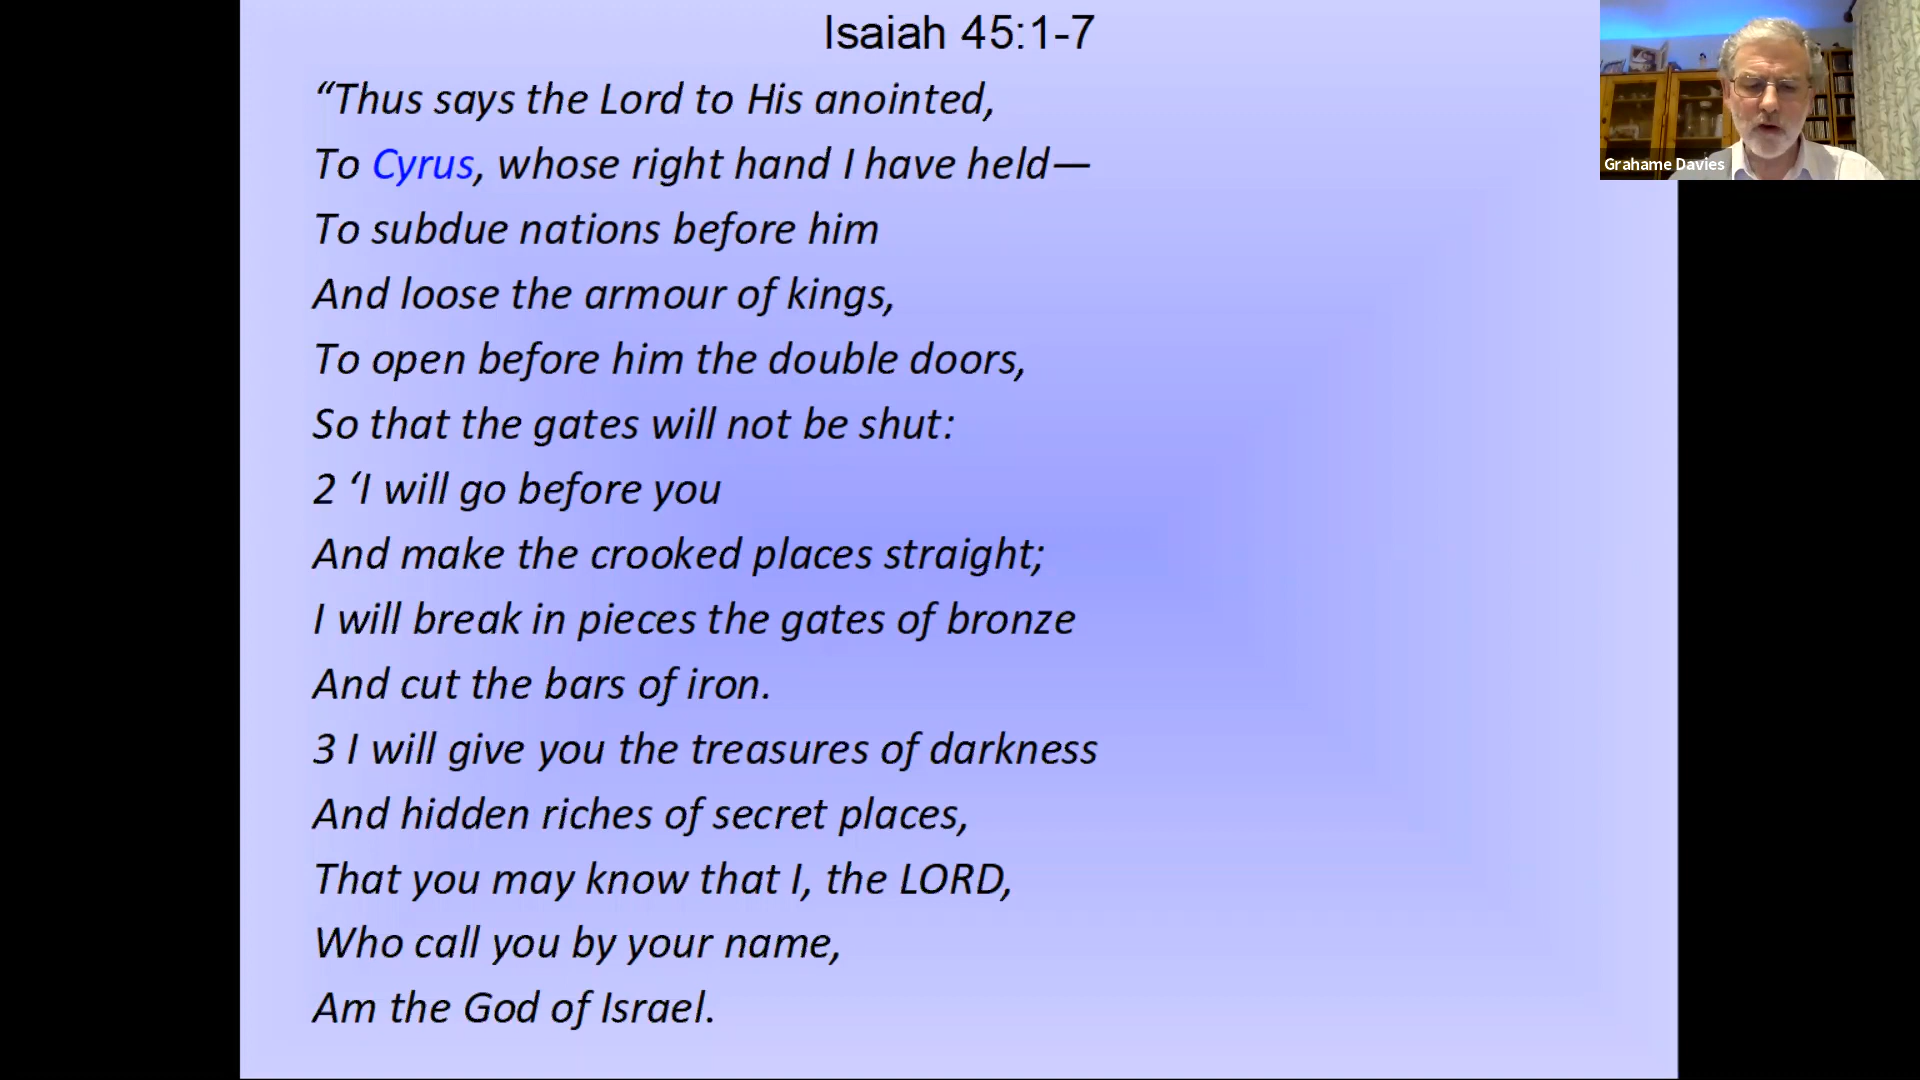 Isaiah 45:1-7
“Thus says the Lord to His anointed,
To Cyrus, whose right hand I have held—
To subdue nations before him
And loose the armour of kings,
To open before him the double doors,
So that the gates will not be shut:
2 ‘I will go before you
And make the crooked places straight;
I will break in pieces the gates of bronze
And cut the bars of iron.
3 I will give you the treasures of darkness
And hidden riches of secret places,
That you may know that I, the LORD,
Who call you by your name,
Am the God of Israel.
Grahame Davies